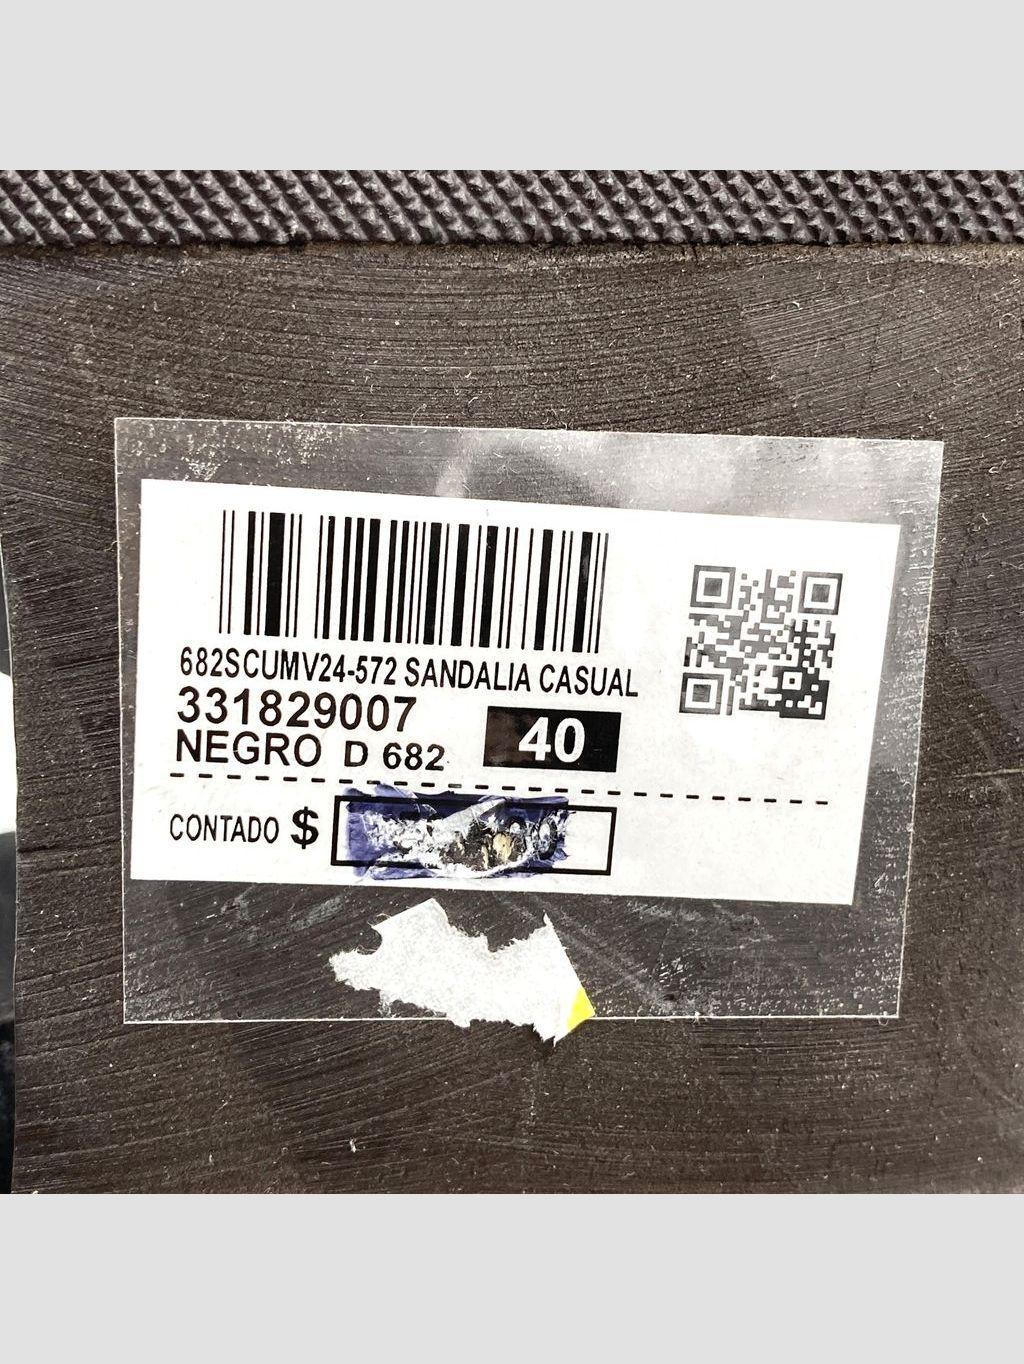 682SCUMV24-572 SANDALIA CASUAL
331829007
NEGRO D 682
40
CONTADO $